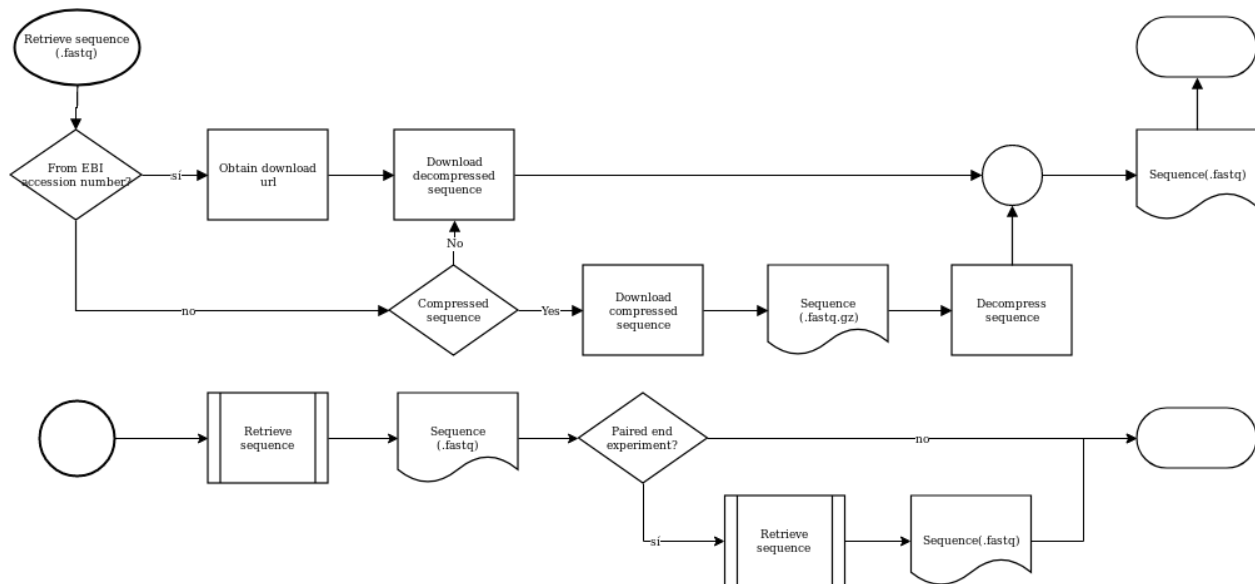 Retrieve sequence
(.fastq)
From EBI
accession number?
sí
Obtain download
url
Download
decompressed
sequence
Sequence(.fastq)
No
no
Compressed
sequence
Yes
Download
compressed
sequence
Sequence
(.fastq.gz)
Decompress
sequence
Retrieve
sequence
Sequence
(.fastq)
Paired end
experiment?
no
sí
Retrieve
sequence
Sequence(.fastq)